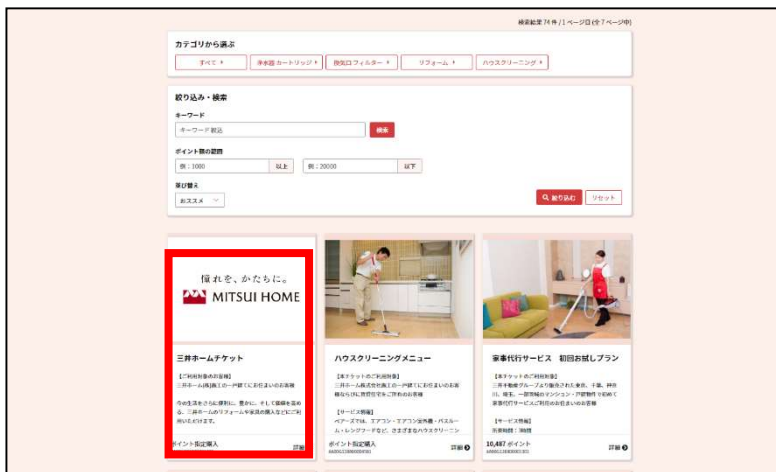 検索結果 74 件 / 1 ページ目 (全 7 ページ中)
カテゴリから選ぶ
すべて
浄水器 カートリッジ
換気口 フィルター
リフォーム
ハウスクリーニング
絞り込み・検索
キーワード
キーワード 絞込
検索
ポイント額の範囲
例：1000
以上
例：20000
以下
並び替え
おススメ
絞り込む
リセット
憧れを、かたちに。
MITSUI HOME
三井ホームチケット
【ご利用対象のお客様】
三井ホーム(株)施工の一戸建てにお住まいのお客様
今の生活をさらに便利に、豊かに、そして価値を高め
る、三井ホームのリフォームや家具の購入などにご利
用いただけます。
ポイント指定購入
詳細
ハウスクリーニングメニュー
【本チケットのご利用対象】
三井ホーム株式会社施工の一戸建てにお住まいのお客
様ならびに賃貸住宅をご所有のお客様
【サービス情報】
ベアーズでは、エアコン・エアコン室外機・バスルー
ム・レンジフードなど、さまざまなハウスクリーニン
ポイント指定購入
詳細
家事代行サービス 初回お試しプラン
【本チケットのご利用対象】
三井不動産グループより販売された東京、千葉、神奈
川、埼玉、一部茨城のマンション・戸建物件で初めて
家事代行サービスご利用のお住まいのお客様
【サービス情報】
所要時間：3時間
10,487 ポイント
詳細